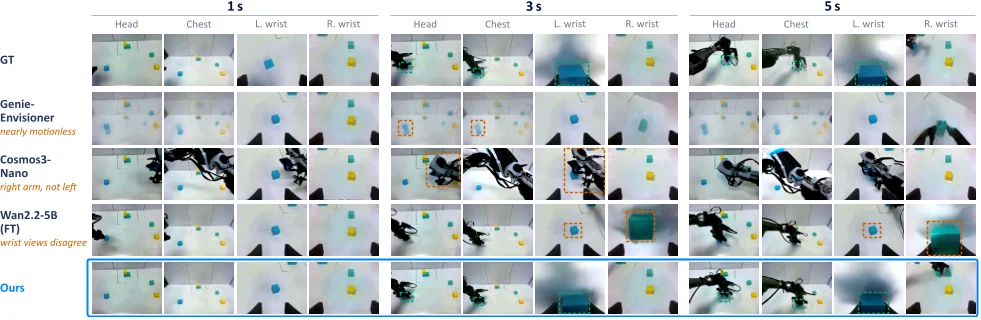 1 s 3 s 5 s
Head Chest L. wrist R. wrist Head Chest L. wrist R. wrist Head Chest L. wrist R. wrist
GT
Genie-
Envisioner
nearly motionless
Cosmos3-
Nano
right arm, not left
Wan2.2-5B
(FT)
wrist views disagree
Ours